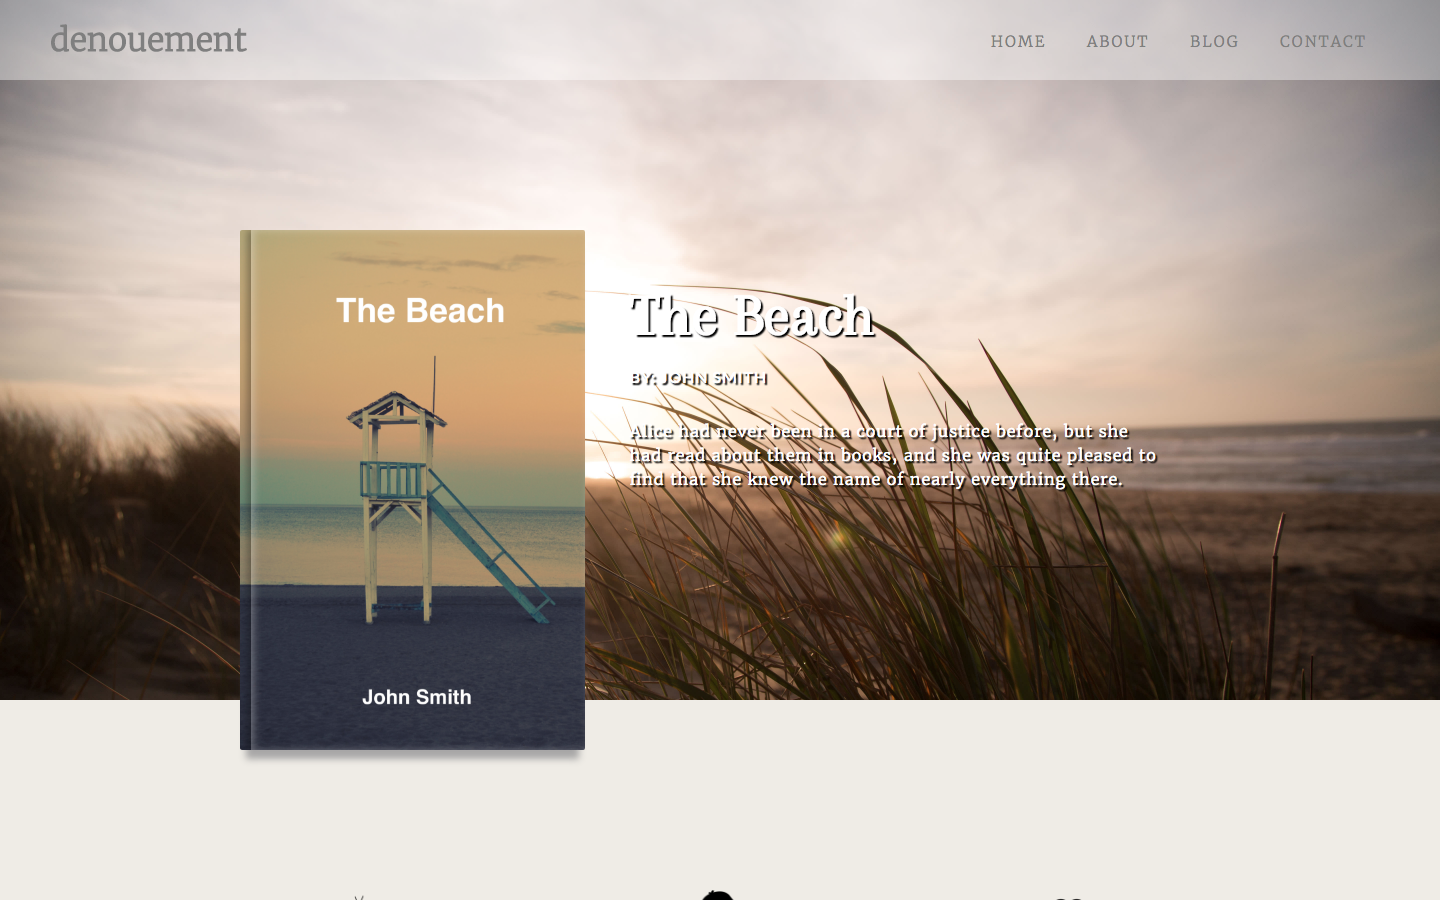 denouement
HOME ABOUT BLOG CONTACT
The Beach
John Smith
The Beach
BY: JOHN SMITH
Alice had never been in a court of justice before, but she
had read about them in books, and she was quite pleased to
find that she knew the name of nearly everything there.